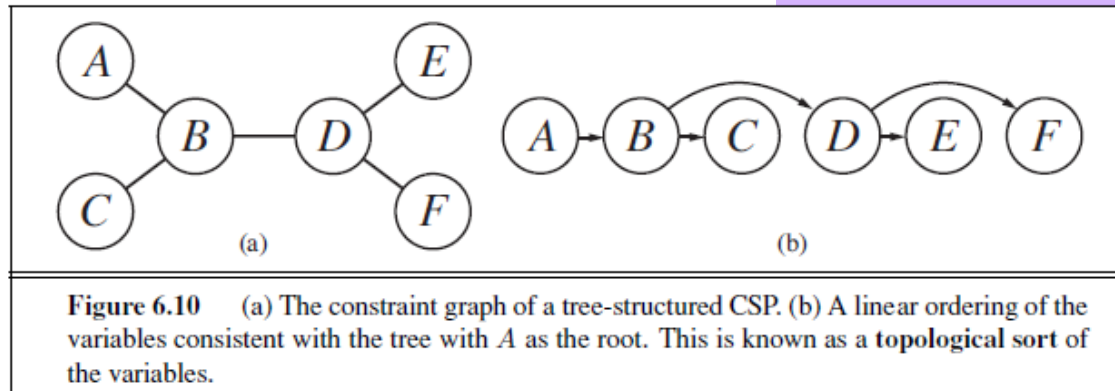 A
E
B
D
C
F
(a)
A
B
C
D
E
F
(b)
Figure 6.10 (a) The constraint graph of a tree-structured CSP. (b) A linear ordering of the
variables consistent with the tree with A as the root. This is known as a topological sort of
the variables.